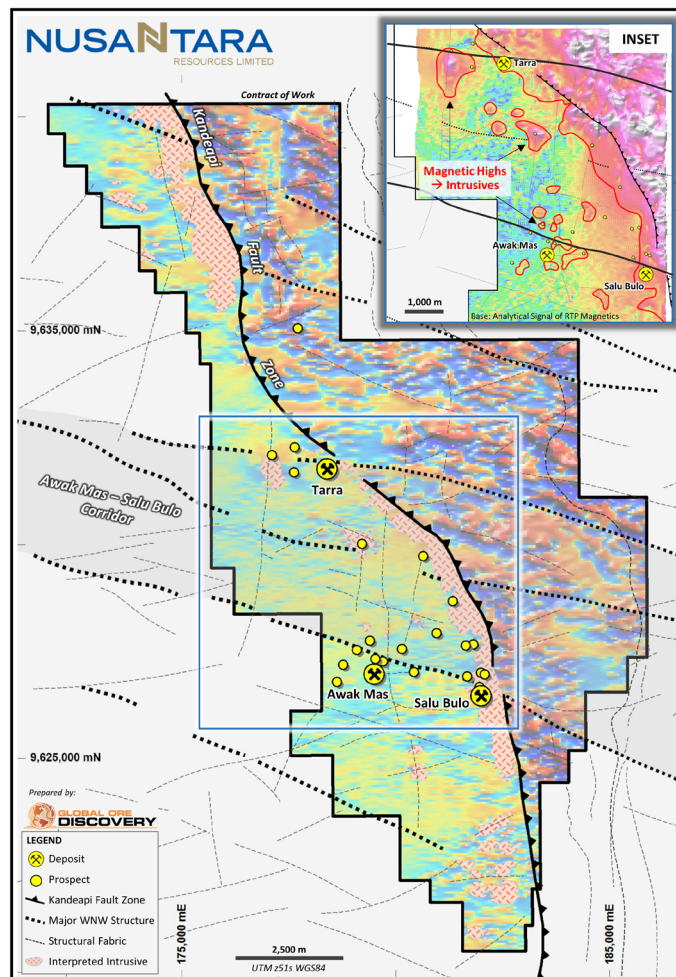 NUSANTARA
RESOURCES LIMITED
Contract of Work
INSET
Tarra
Magnetic Highs
→ Intrusives
Awak Mas
Salu Bulo
1,000 m
Base: Analytical Signal of RTP Magnetics
Kandeapi
Fault
Zone
9,635,000 mN
Awak Mas – Salu Bulo
Corridor
Tarra
Awak Mas
Salu Bulo
9,625,000 mN
Prepared by:
GLOBAL ORE
DISCOVERY
LEGEND
Deposit
Prospect
Kandeapi Fault Zone
Major WNW Structure
Structural Fabric
Interpreted Intrusive
175,000 mE
2,500 m
UTM z51s WGS84
185,000 mE